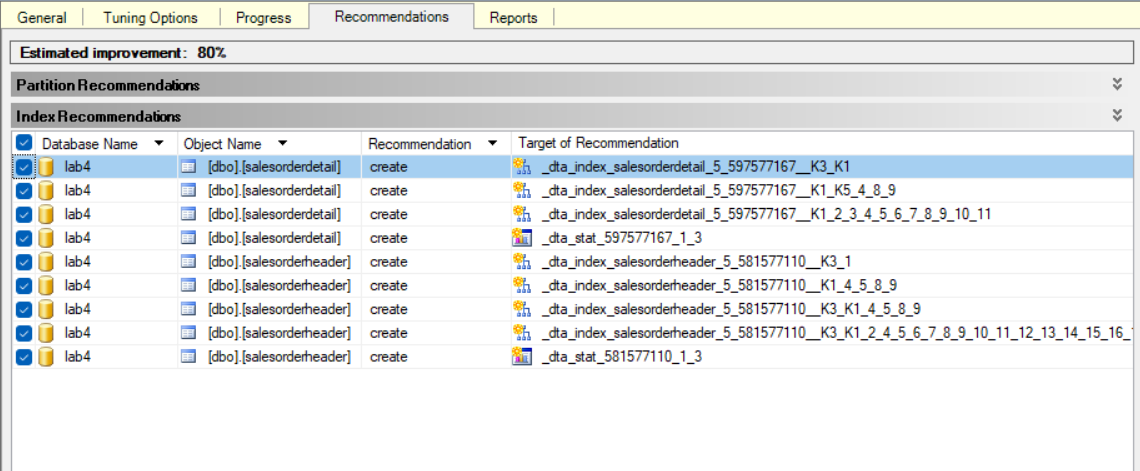 General Tuning Options Progress Recommendations Reports
Estimated improvement: 80%
Partition Recommendations
Index Recommendations
Database Name Object Name Recommendation Target of Recommendation
lab4 [dbo].[salesorderdetail] create _dta_index_salesorderdetail_5_597577167__K3_K1
lab4 [dbo].[salesorderdetail] create _dta_index_salesorderdetail_5_597577167__K1_K5_4_8_9
lab4 [dbo].[salesorderdetail] create _dta_index_salesorderdetail_5_597577167__K1_2_3_4_5_6_7_8_9_10_11
lab4 [dbo].[salesorderdetail] create _dta_stat_597577167_1_3
lab4 [dbo].[salesorderheader] create _dta_index_salesorderheader_5_581577110__K3_1
lab4 [dbo].[salesorderheader] create _dta_index_salesorderheader_5_581577110__K1_4_5_8_9
lab4 [dbo].[salesorderheader] create _dta_index_salesorderheader_5_581577110__K3_K1_4_5_8_9
lab4 [dbo].[salesorderheader] create _dta_index_salesorderheader_5_581577110__K3_K1_2_4_5_6_7_8_9_10_11_12_13_14_15_16_
lab4 [dbo].[salesorderheader] create _dta_stat_581577110_1_3